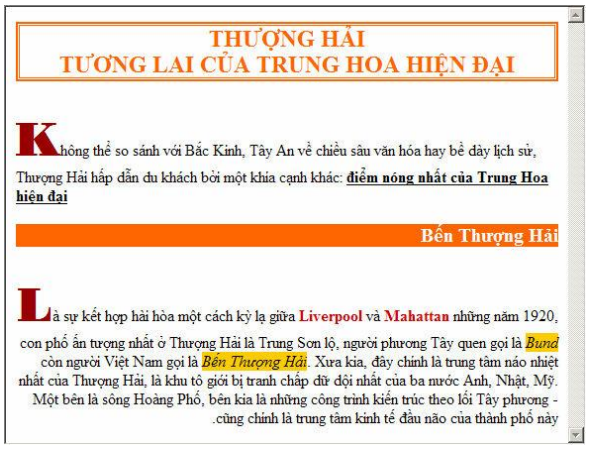 THƯỢNG HẢI
TƯƠNG LAI CỦA TRUNG HOA HIỆN ĐẠI
Không thể so sánh với Bắc Kinh, Tây An về chiều sâu văn hóa hay bề dày lịch sử,
Thượng Hải hấp dẫn du khách bởi một khía cạnh khác: điểm nóng nhất của Trung Hoa
hiện đại
Bến Thượng Hải
Là sự kết hợp hài hòa một cách kỳ lạ giữa Liverpool và Mahattan những năm 1920,
con phố ấn tượng nhất ở Thượng Hải là Trung Sơn lộ, người phương Tây quen gọi là Bund
còn người Việt Nam gọi là Bến Thượng Hải. Xưa kia, đây chính là trung tâm náo nhiệt
nhất của Thượng Hải, là khu tô giới bị tranh chấp dữ dội nhất của ba nước Anh, Nhật, Mỹ.
Một bên là sông Hoàng Phố, bên kia là những công trình kiến trúc theo lối Tây phương -
.cũng chính là trung tâm kinh tế đầu não của thành phố này